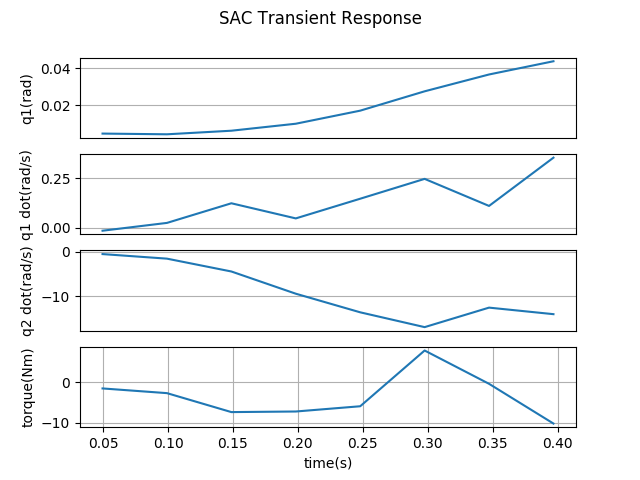 SAC Transient Response
0.04
0.02
q1(rad)
0.25
0.00
q1 dot(rad/s)
0
−10
q2 dot(rad/s)
0
−10
torque(Nm)
0.05 0.10 0.15 0.20 0.25 0.30 0.35 0.40
time(s)